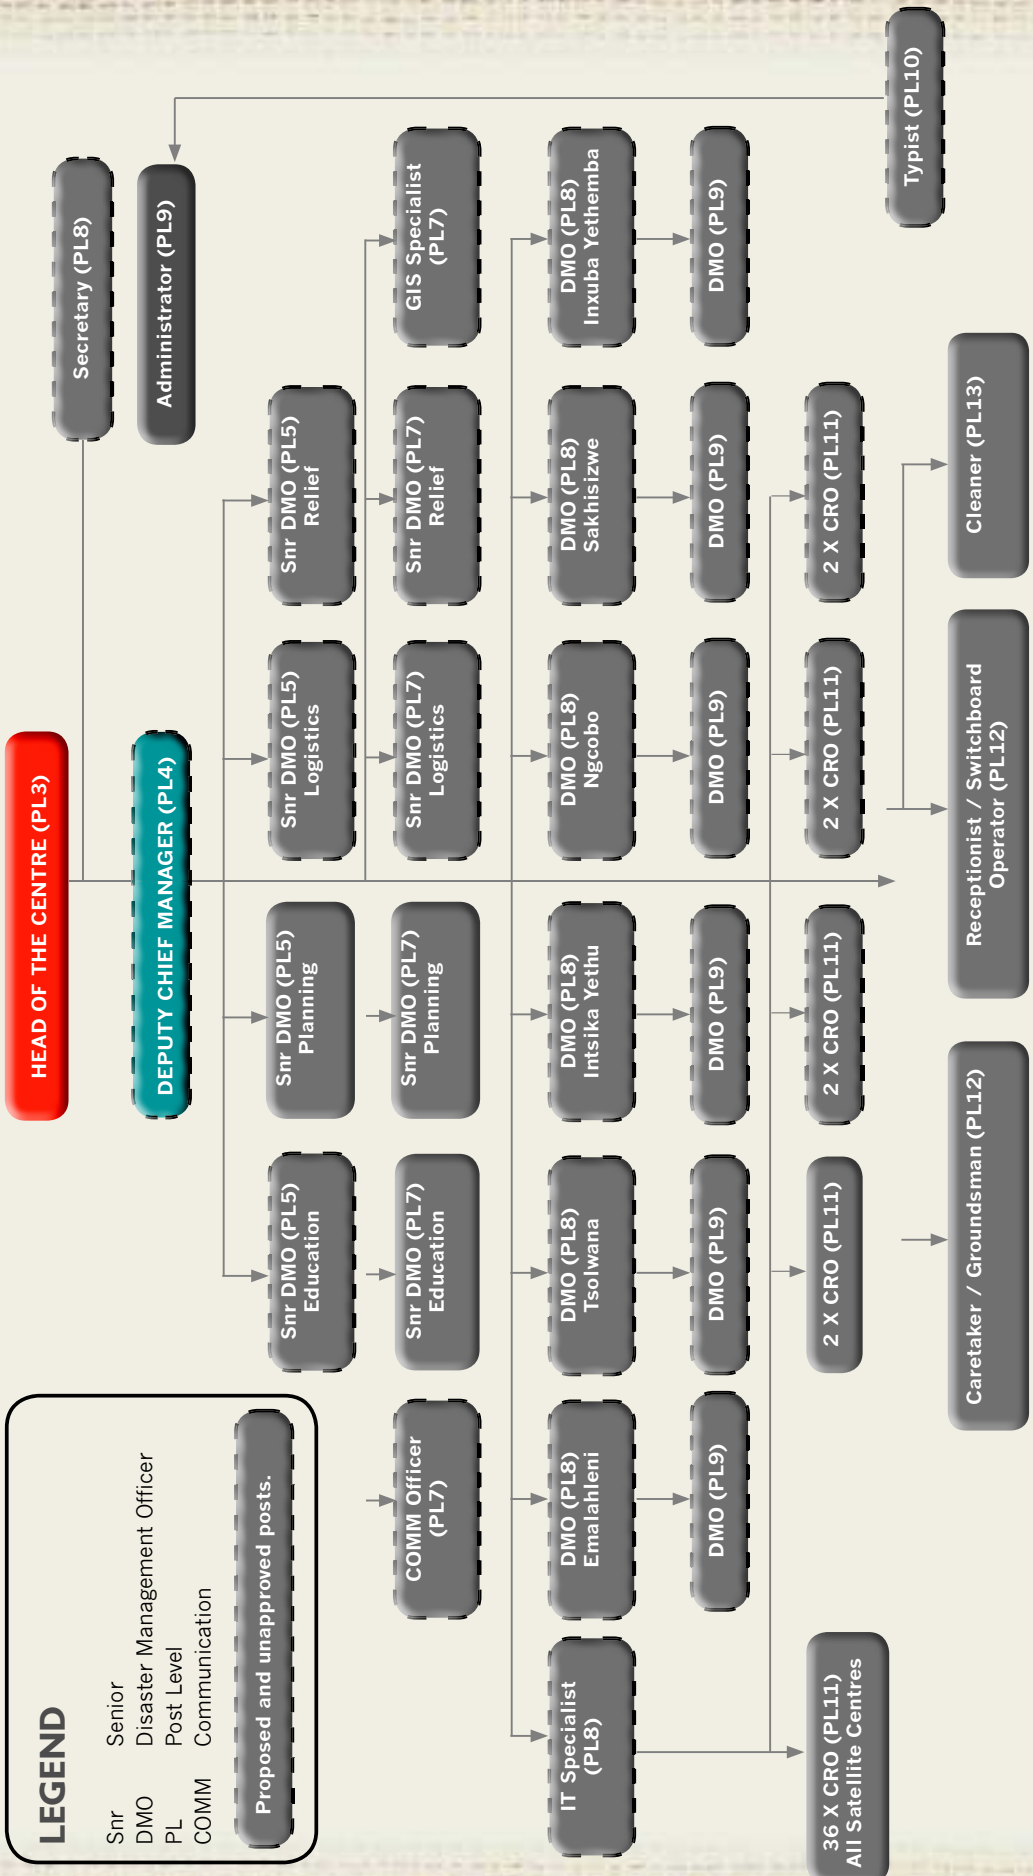 LEGEND
Snr Senior
DMO Disaster Management Officer
PL Post Level
COMM Communication
Proposed and unapproved posts.
HEAD OF THE CENTRE (PL3)
Secretary (PL8)
DEPUTY CHIEF MANAGER (PL4)
Administrator (PL9)
Snr DMO (PL5)
Education
Snr DMO (PL5)
Planning
Snr DMO (PL5)
Logistics
Snr DMO (PL5)
Relief
COMM Officer
(PL7)
Snr DMO (PL7)
Education
Snr DMO (PL7)
Planning
Snr DMO (PL7)
Logistics
Snr DMO (PL7)
Relief
GIS Specialist
(PL7)
IT Specialist
(PL8)
DMO (PL8)
Emalahleni
DMO (PL8)
Tsolwana
DMO (PL8)
Intsika Yethu
DMO (PL8)
Ngcobo
DMO (PL8)
Sakhisizwe
DMO (PL8)
Inxuba Yethemba
DMO (PL9)
DMO (PL9)
DMO (PL9)
DMO (PL9)
DMO (PL9)
DMO (PL9)
36 X CRO (PL11)
All Satellite Centres
2 X CRO (PL11)
2 X CRO (PL11)
2 X CRO (PL11)
2 X CRO (PL11)
Typist (PL10)
Caretaker / Groundsman (PL12)
Receptionist / Switchboard
Operator (PL12)
Cleaner (PL13)